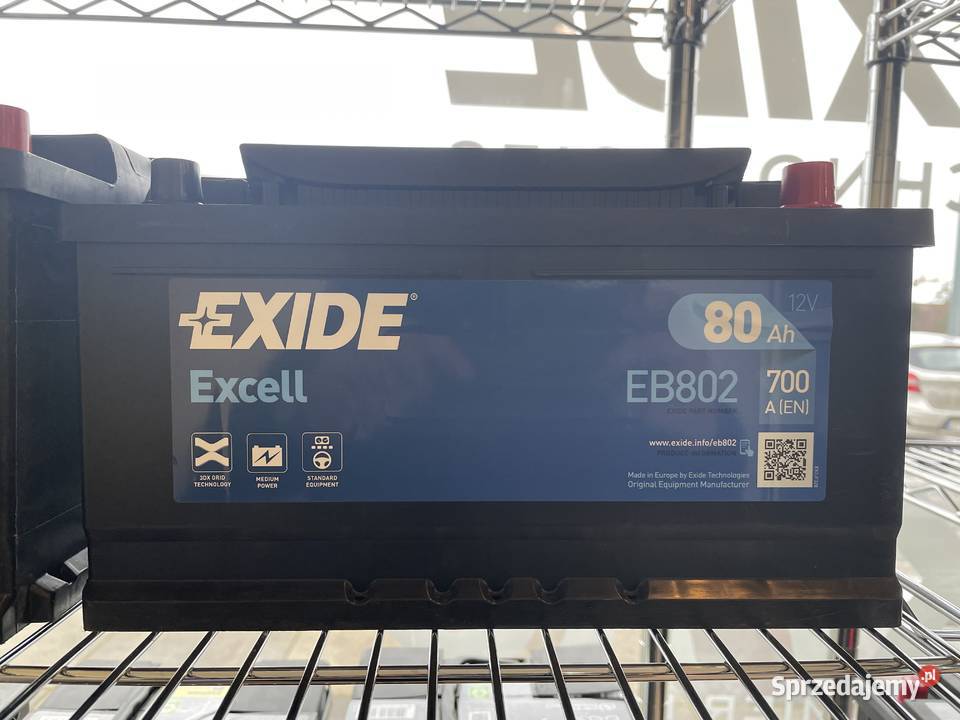 EXIDE
Excell
80 Ah
12V
EB802
EXIDE PART NUMBER
700
A (EN)
www.exide.info/eb802
PRODUCT INFORMATION
3DX GRID
TECHNOLOGY
MEDIUM
POWER
STANDARD
EQUIPMENT
Made in Europe by Exide Technologies
Original Equipment Manufacturer
Sprzedajemy.pl